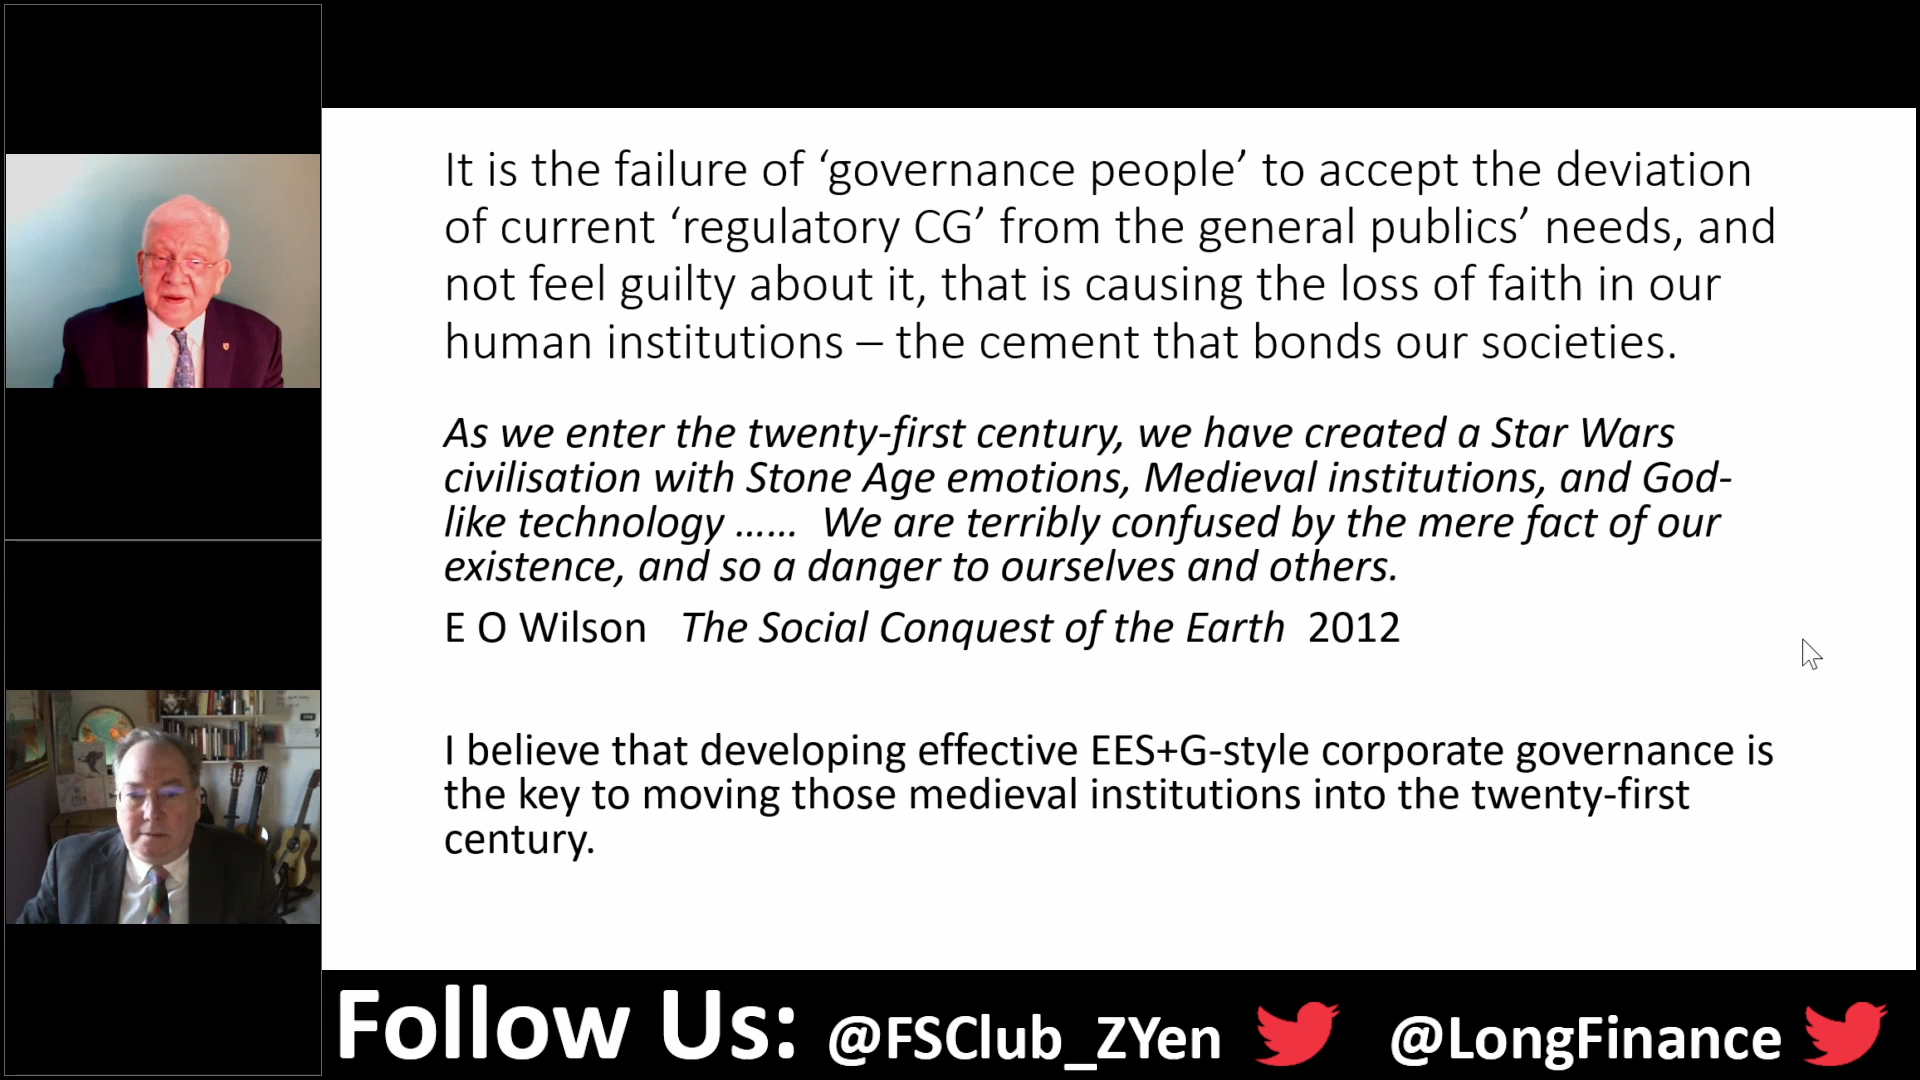 It is the failure of ‘governance people’ to accept the deviation
of current ‘regulatory CG’ from the general publics’ needs, and
not feel guilty about it, that is causing the loss of faith in our
human institutions – the cement that bonds our societies.
As we enter the twenty-first century, we have created a Star Wars
civilisation with Stone Age emotions, Medieval institutions, and God-
like technology …… We are terribly confused by the mere fact of our
existence, and so a danger to ourselves and others.
E O Wilson The Social Conquest of the Earth 2012
I believe that developing effective EES+G-style corporate governance is
the key to moving those medieval institutions into the twenty-first
century.
Follow Us: @FSClub_ZYen @LongFinance